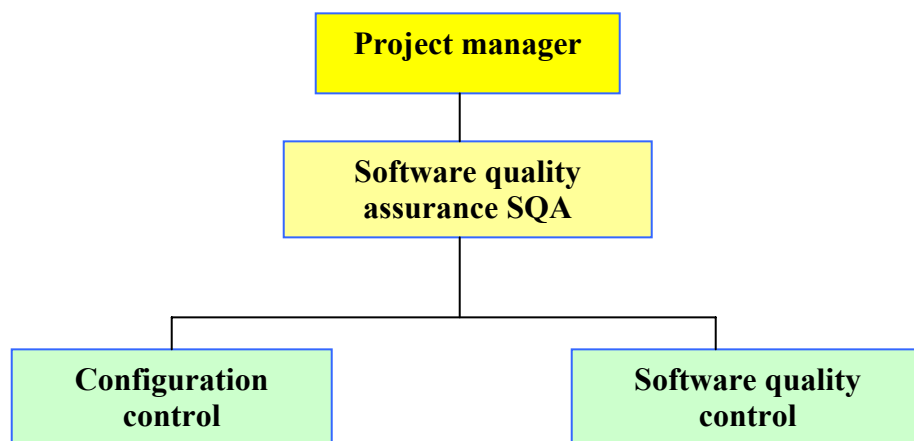 Project manager
Software quality
assurance SQA
Configuration
control
Software quality
control